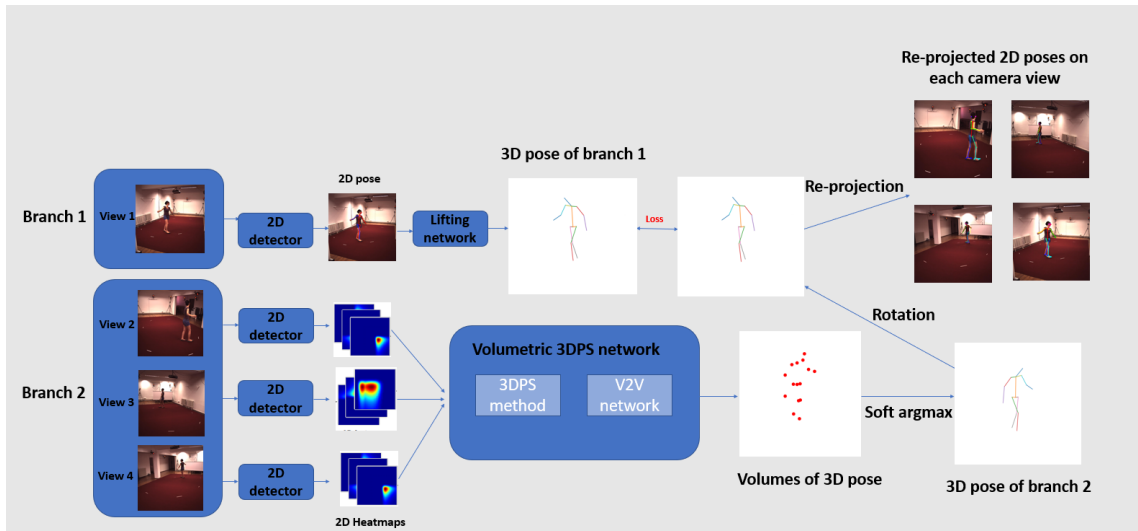 Re-projected 2D poses on
each camera view
3D pose of branch 1
2D pose
Re-projection
Branch 1
View 1
2D
detector
Lifting
network
Loss
Rotation
Branch 2
View 2
2D
detector
View 3
2D
detector
View 4
2D
detector
2D Heatmaps
Volumetric 3DPS network
3DPS
method
V2V
network
Soft argmax
Volumes of 3D pose
3D pose of branch 2